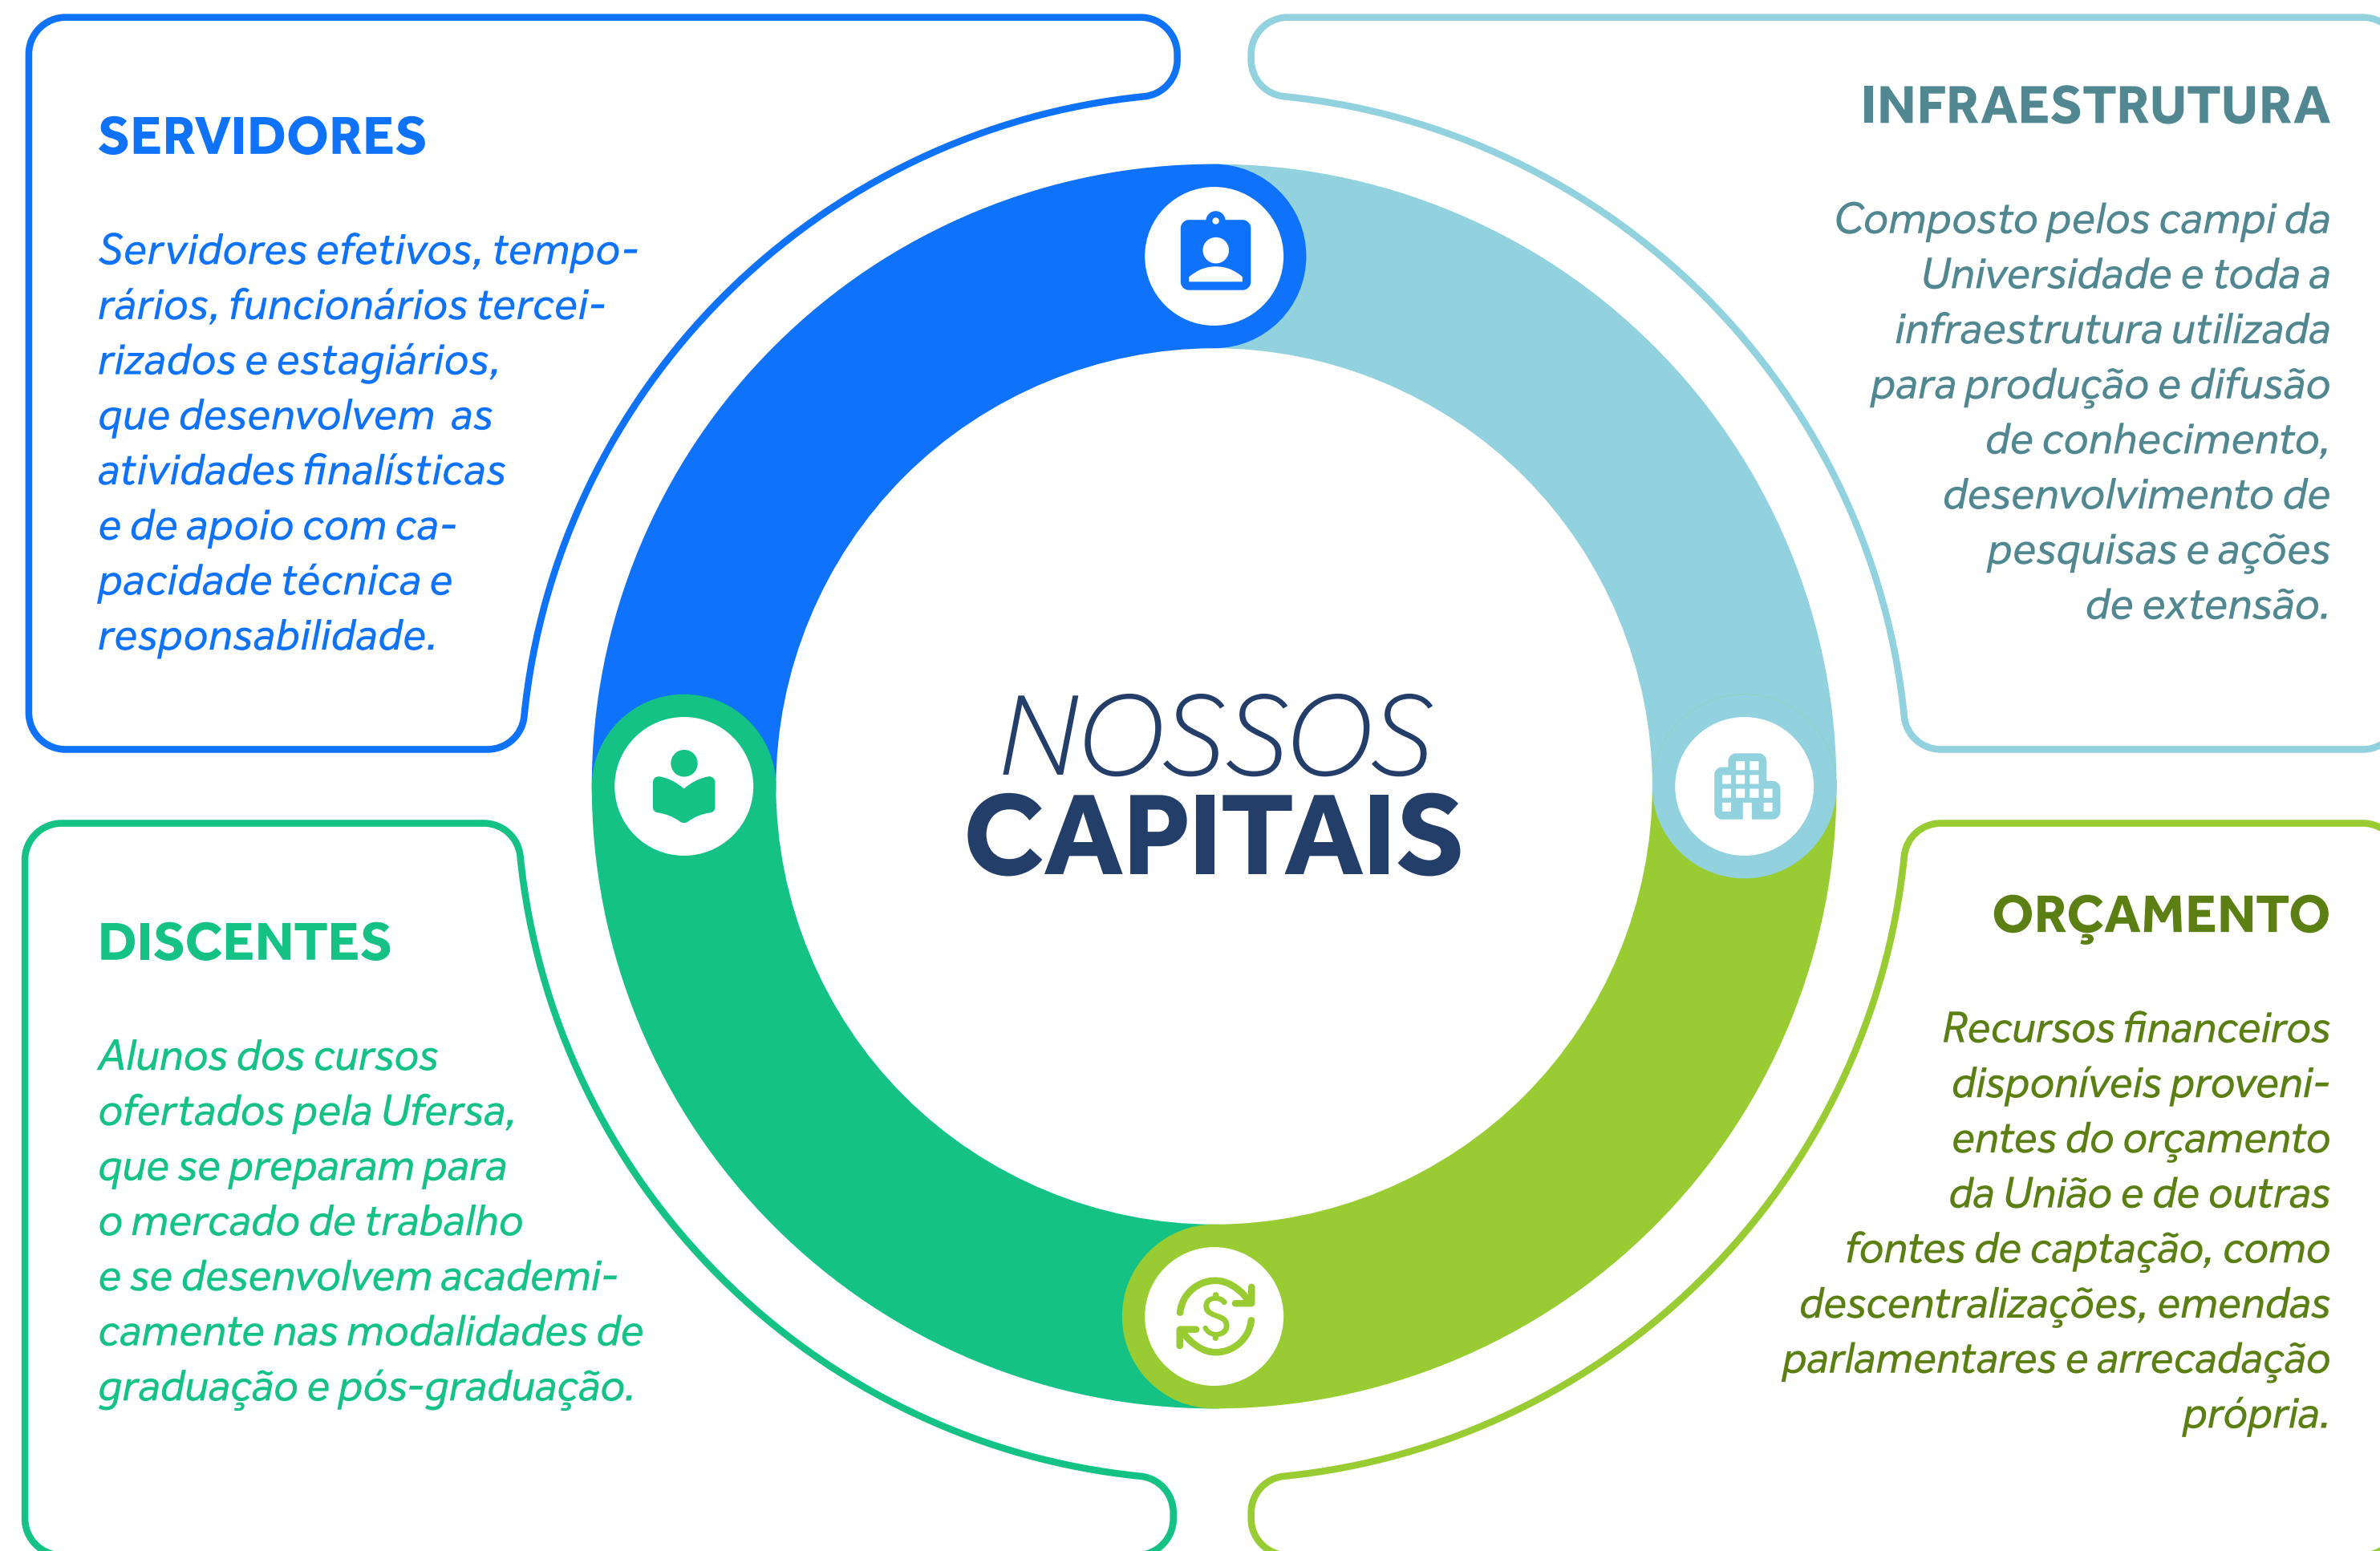 SERVIDORES
Servidores efetivos, tempo-
rários, funcionários tercei-
rizados e estagiários,
que desenvolvem as
atividades finalísticas
e de apoio com ca-
pacidade técnica e
responsabilidade.
INFRAESTRUTURA
Composto pelos campi da
Universidade e toda a
infraestrutura utilizada
para produção e difusão
de conhecimento,
desenvolvimento de
pesquisas e ações
de extensão.
NOSSOS
CAPITAIS
DISCENTES
Alunos dos cursos
ofertados pela Ufersa,
que se preparam para
o mercado de trabalho
e se desenvolvem academi-
camente nas modalidades de
graduação e pós-graduação.
ORÇAMENTO
Recursos financeiros
disponíveis proveni-
entes do orçamento
da União e de outras
fontes de captação, como
descentralizações, emendas
parlamentares e arrecadação
própria.